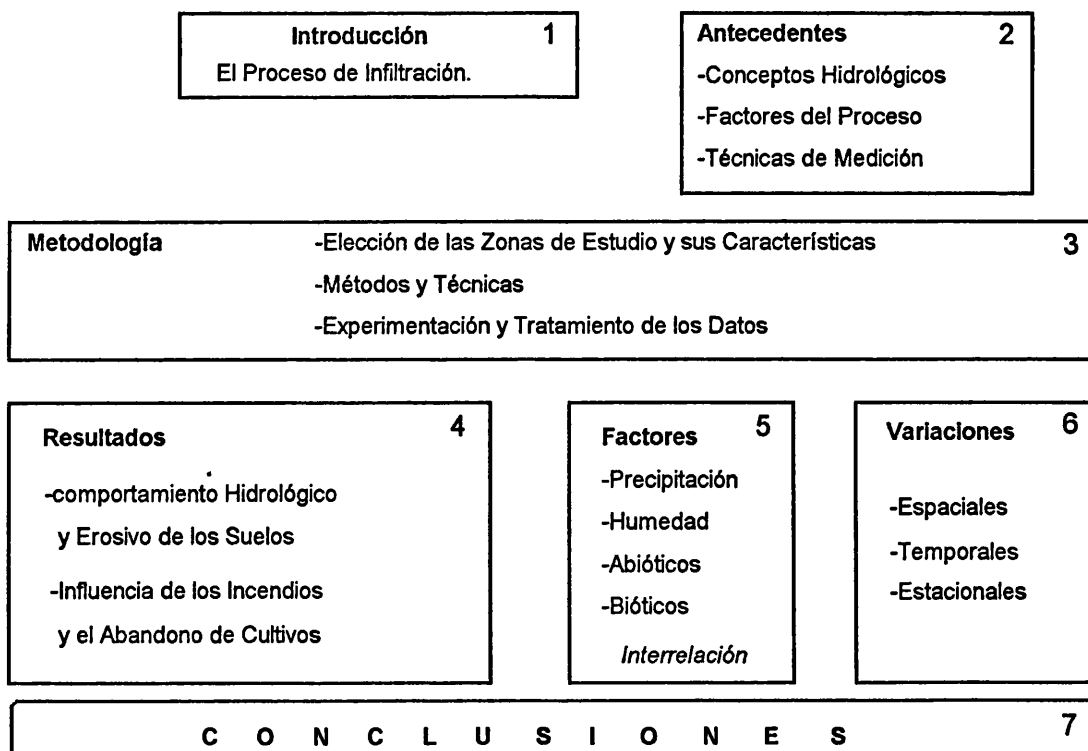 Introducción 1
El Proceso de Infiltración.
Antecedentes 2
-Conceptos Hidrológicos
-Factores del Proceso
-Técnicas de Medición
Metodología -Elección de las Zonas de Estudio y sus Características 3
-Métodos y Técnicas
-Experimentación y Tratamiento de los Datos
Resultados 4
-comportamiento Hidrológico
y Erosivo de los Suelos
-Influencia de los Incendios
y el Abandono de Cultivos
Factores 5
-Precipitación
-Humedad
-Abióticos
-Bióticos
Interrelación
Variaciones 6
-Espaciales
-Temporales
-Estacionales
C O N C L U S I O N E S 7